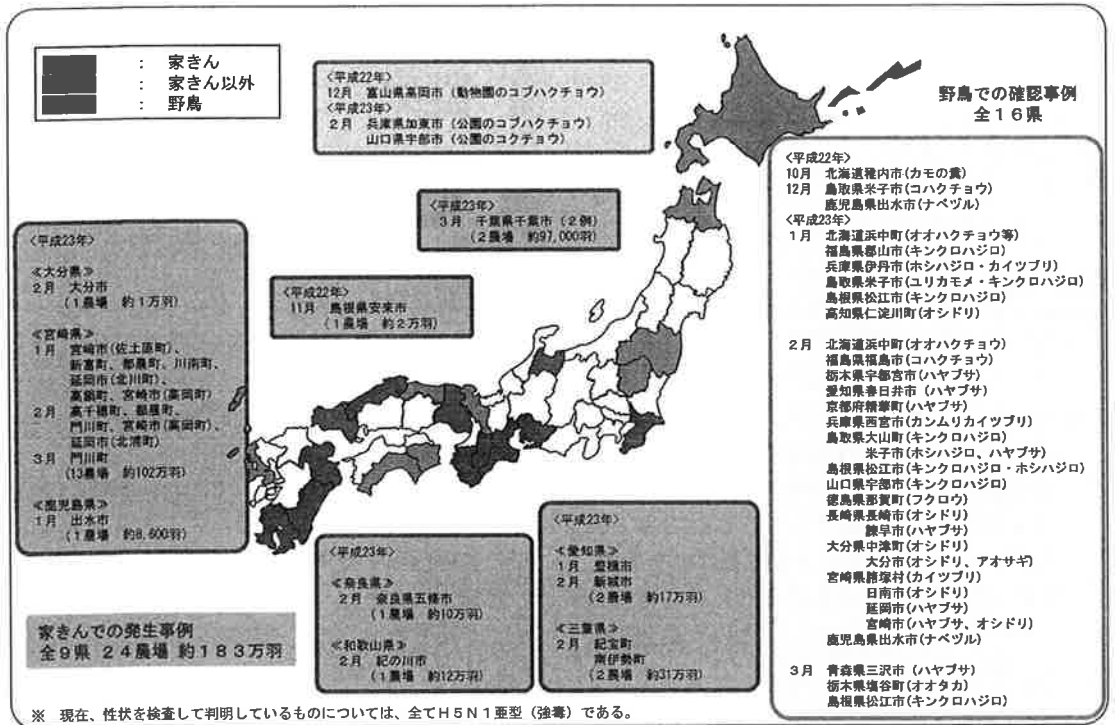 ： 家きん
： 家きん以外
： 野鳥
<平成22年>
12月 富山県高岡市（動物園のコブハクチョウ）
<平成23年>
2月 兵庫県加東市（公園のコブハクチョウ）
山口県宇部市（公園のコクチョウ）
<平成23年>
3月 千葉県千葉市（2例）
（2農場 約97,000羽）
<平成22年>
11月 島根県安来市
（1農場 約2万羽）
<平成23年>
≪大分県≫
2月 大分市
（1農場 約1万羽）
≪宮崎県≫
1月 宮崎市(佐土原町)、
新富町、都農町、川南町、
延岡市(北川町)、
高鍋町、宮崎市(高岡町)
2月 高千穂町、都農町、
門川町、宮崎市(高岡町)、
延岡市(北浦町)
3月 門川町
(13農場 約102万羽)
≪鹿児島県≫
1月 出水市
（1農場 約8,600羽）
家きんでの発生事例
全9県 24農場 約183万羽
<平成23年>
≪奈良県≫
2月 奈良県五條市
（1農場 約10万羽）
≪和歌山県≫
2月 紀の川市
（1農場 約12万羽）
<平成23年>
≪愛知県≫
1月 豊橋市
2月 新城市
（2農場 約17万羽）
≪三重県≫
2月 紀宝町
南伊勢町
（2農場 約31万羽）
野鳥での確認事例
全16県
<平成22年>
10月 北海道稚内市(カモの糞)
12月 鳥取県米子市(コハクチョウ)
鹿児島県出水市(ナベヅル)
<平成23年>
1月 北海道浜中町(オオハクチョウ等)
福島県郡山市(キンクロハジロ)
兵庫県伊丹市(ホシハジロ・カイツブリ)
鳥取県米子市(ユリカモメ・キンクロハジロ)
島根県松江市(キンクロハジロ)
高知県仁淀川町(オシドリ)
2月 北海道浜中町(オオハクチョウ)
福島県福島市(コハクチョウ)
栃木県宇都宮市(ハヤブサ)
愛知県春日井市（ハヤブサ）
京都府精華町(ハヤブサ)
兵庫県西宮市(カンムリカイツブリ)
鳥取県大山町(キンクロハジロ)
米子市(ホシハジロ、ハヤブサ)
島根県松江市(キンクロハジロ・ホシハジロ)
山口県宇部市(キンクロハジロ)
徳島県那賀町(フクロウ)
長崎県長崎市(オシドリ)
諫早市(ハヤブサ)
大分県中津町(オシドリ)
大分市(オシドリ、アオサギ)
宮崎県諸塚村(カイツブリ)
日南市(オシドリ)
延岡市(ハヤブサ)
宮崎市(ハヤブサ、オシドリ)
鹿児島県出水市(ナベヅル)
3月 青森県三沢市（ハヤブサ）
栃木県塩谷町(オオタカ)
島根県松江市(キンクロハジロ)
※ 現在、性状を検査して判明しているものについては、全てH5N1亜型（強毒）である。